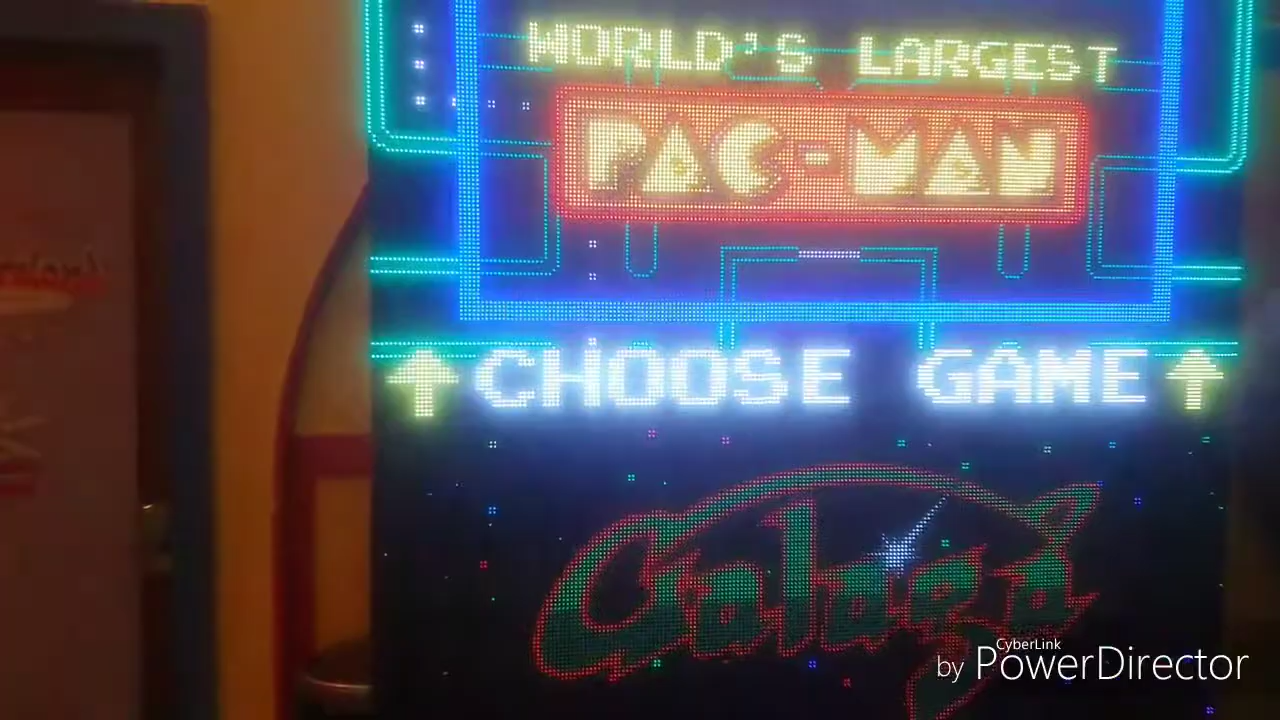 WORLD'S LARGEST
PAC-MAN
CHOOSE GAME
Galaga
CyberLink
by PowerDirector